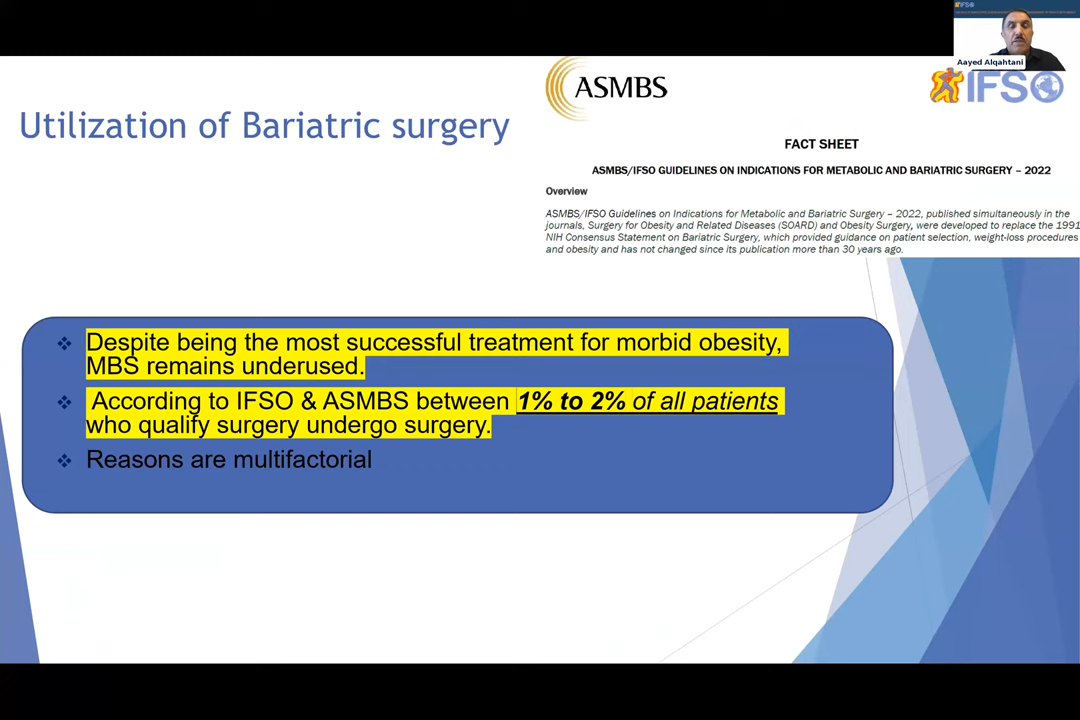 IFSO
Aayed Alqahtani
ASMBS
IFSO
Utilization of Bariatric surgery
FACT SHEET
ASMBS/IFSO GUIDELINES ON INDICATIONS FOR METABOLIC AND BARIATRIC SURGERY – 2022
Overview
ASMBS/IFSO Guidelines on Indications for Metabolic and Bariatric Surgery – 2022, published simultaneously in the
journals, Surgery for Obesity and Related Diseases (SOARD) and Obesity Surgery, were developed to replace the 1991
NIH Consensus Statement on Bariatric Surgery, which provided guidance on patient selection, weight-loss procedures
and obesity and has not changed since its publication more than 30 years ago.
❖ Despite being the most successful treatment for morbid obesity,
MBS remains underused.
❖ According to IFSO & ASMBS between 1% to 2% of all patients
who qualify surgery undergo surgery.
❖ Reasons are multifactorial